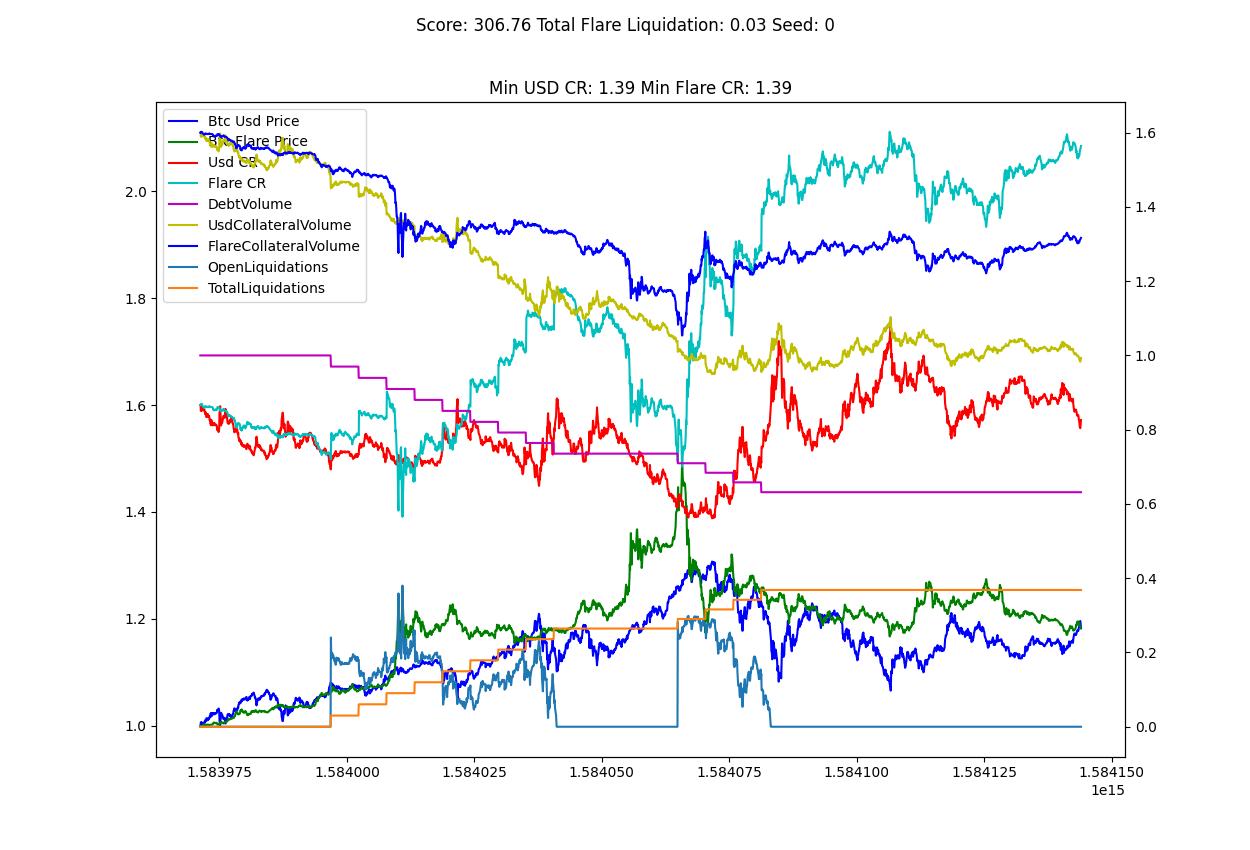 Score: 306.76 Total Flare Liquidation: 0.03 Seed: 0
Min USD CR: 1.39 Min Flare CR: 1.39
Btc Usd Price
Btc Flare Price
Usd CR
Flare CR
DebtVolume
UsdCollateralVolume
FlareCollateralVolume
OpenLiquidations
TotalLiquidations
2.0
1.8
1.6
1.4
1.2
1.0
1.6
1.4
1.2
1.0
0.8
0.6
0.4
0.2
0.0
1.583975 1.584000 1.584025 1.584050 1.584075 1.584100 1.584125 1.584150
1e15